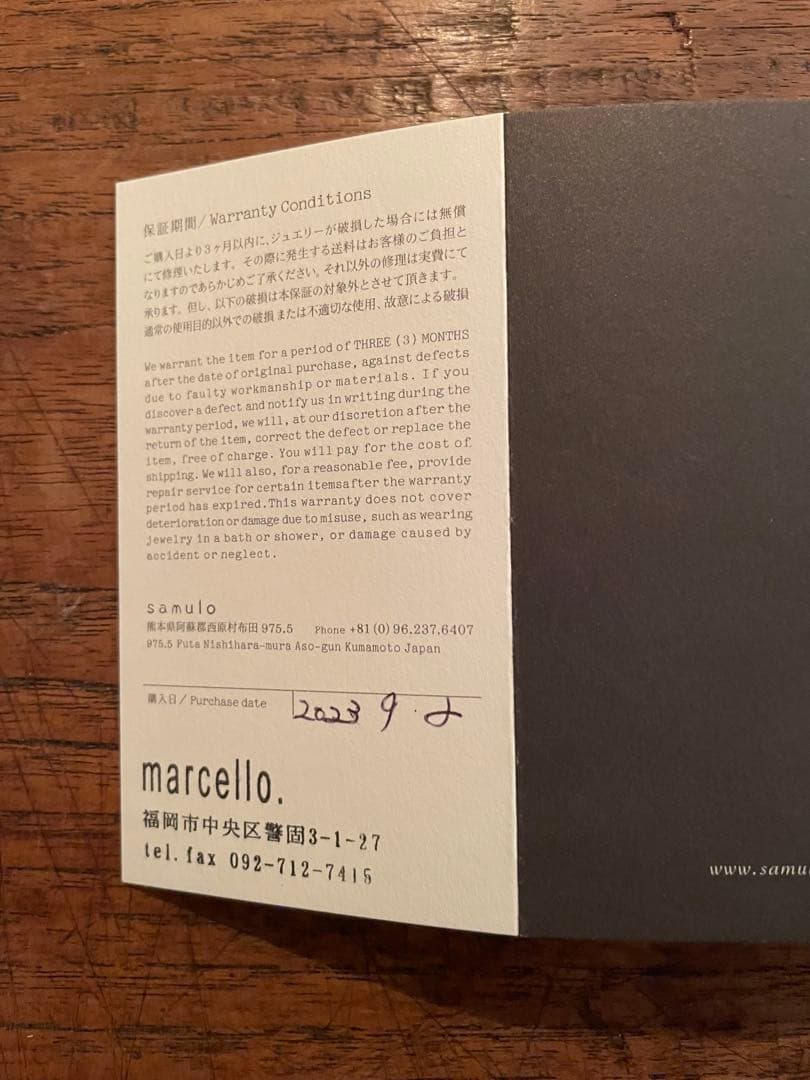 保証期間/Warranty Conditions
ご購入日より3ヶ月以内に、ジュエリーが破損した場合には無償
にて修理いたします。その際に発生する送料はお客様のご負担と
なりますのであらかじめご了承ください。それ以外の修理は実費にて
承ります。但し、以下の破損は本保証の対象外とさせて頂きます。
通常の使用目的以外での破損または不適切な使用、故意による破損
We warrant the item for a period of THREE (3) MONTHS
after the date of original purchase, against defects
due to faulty workmanship or materials. If you
discover a defect and notify us in writing during the
warranty period, we will, at our discretion after the
return of the item, correct the defect or replace the
item, free of charge. You will pay for the cost of
shipping. We will also, for a reasonable fee, provide
repair service for certain itemsafter the warranty
period has expired.This warranty does not cover
deterioration or damage due to misuse, such as wearing
jewelry in a bath or shower, or damage caused by
accident or neglect.
samulo
熊本県阿蘇郡西原村布田 975.5 Phone +81(0)96.237.6407
975.5 Futa Nishihara-mura Aso-gun Kumamoto Japan
購入日/Purchase date 2023 9.
marcello.
福岡市中央区警固3-1-27
tel.fax 092-712-7415
www.samul